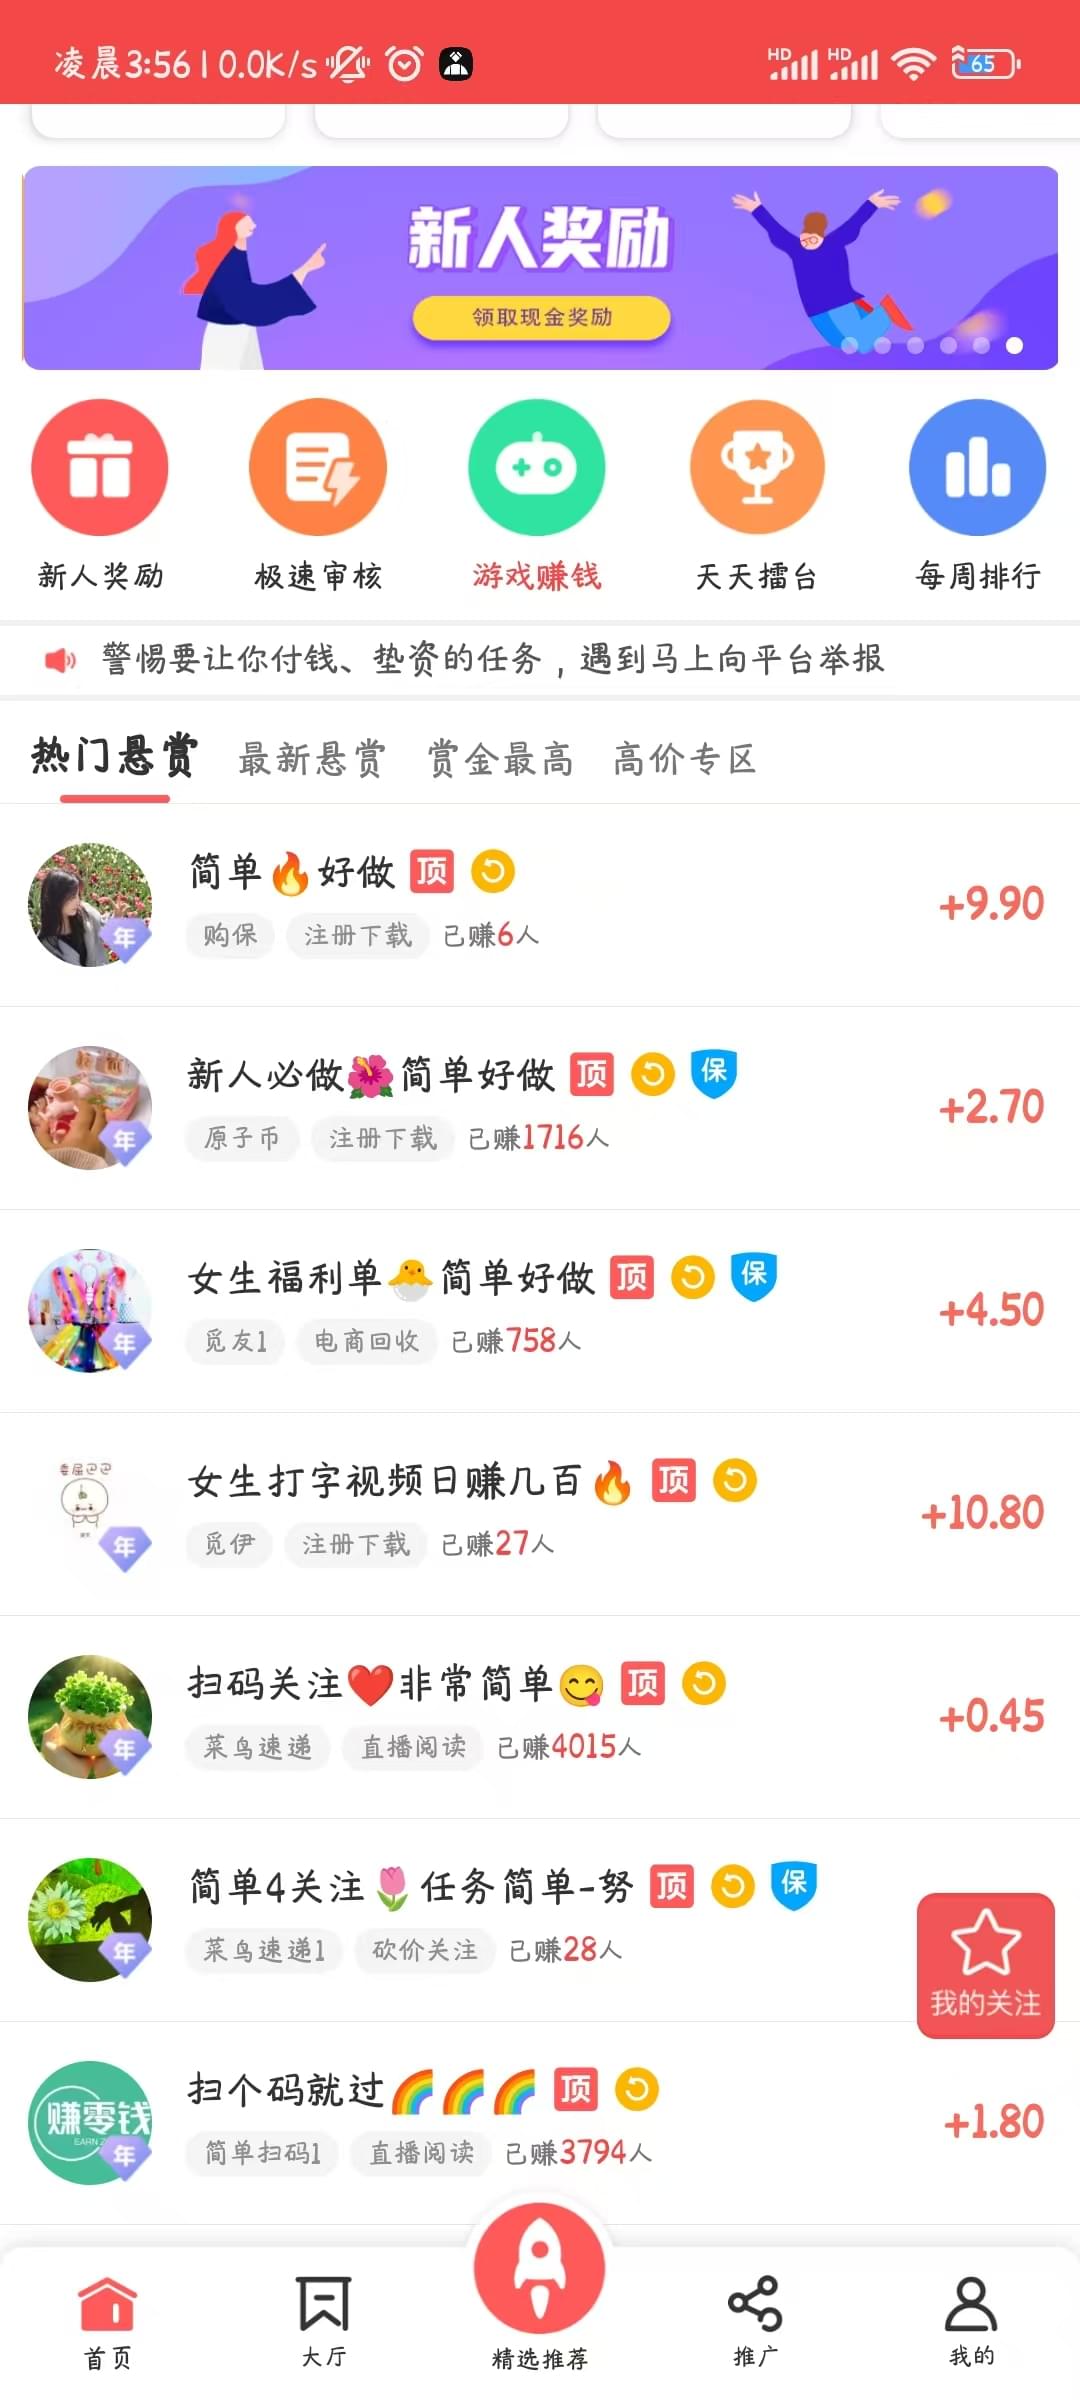 凌晨3:56 | 0.0K/s HD HD 65
新人奖励
领取现金奖励
新人奖励 极速审核 游戏赚钱 天天擂台 每周排行
警惕要让你付钱、垫资的任务，遇到马上向平台举报
热门悬赏 最新悬赏 赏金最高 高价专区
简单🔥好做 顶
年 购保 注册下载 已赚6人
+9.90
新人必做🌺简单好做 顶 保
年 原子币 注册下载 已赚1716人
+2.70
女生福利单🐣简单好做 顶 保
年 觅友1 电商回收 已赚758人
+4.50
委屈巴巴
女生打字视频日赚几百🔥 顶
年 觅伊 注册下载 已赚27人
+10.80
扫码关注❤️非常简单😋 顶
年 菜鸟速递 直播阅读 已赚4015人
+0.45
简单4关注🌷任务简单-努 顶 保
年 菜鸟速递1 砍价关注 已赚28人
我的关注
扫个码就过🌈🌈🌈 顶
赚零钱
EARN
年 简单扫码1 直播阅读 已赚3794人
+1.80
首页 大厅 精选推荐 推广 我的